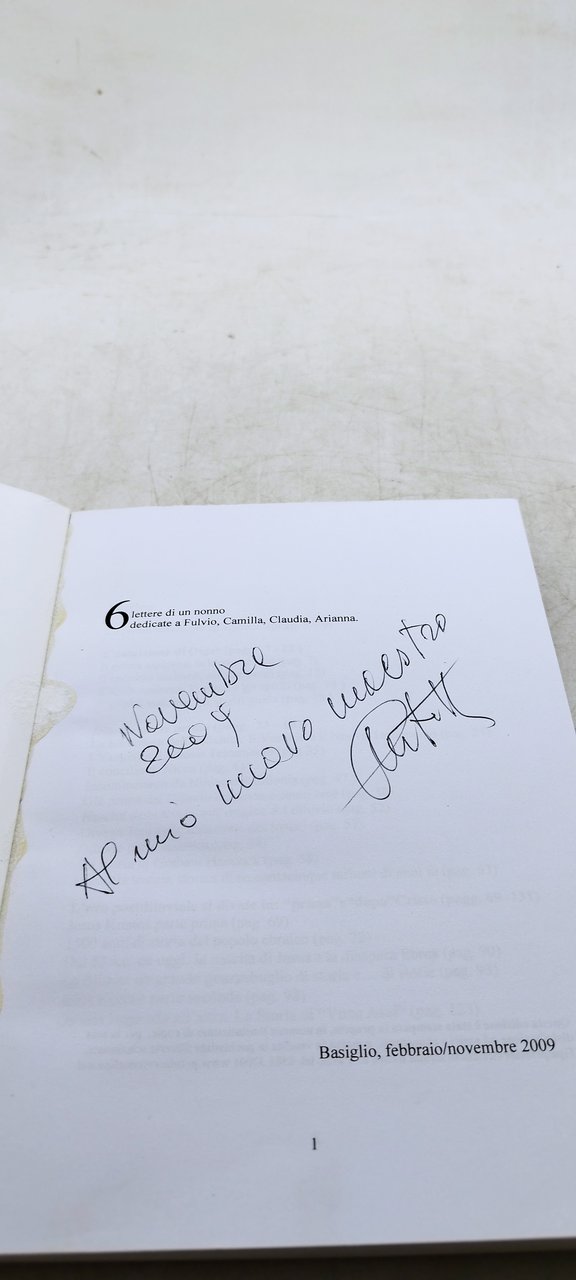 6 lettere di un nonno
dedicate a Fulvio, Camilla, Claudia, Arianna.
Novembre
2009
Al mio nuovo maestro
Basiglio, febbraio/novembre 2009
1